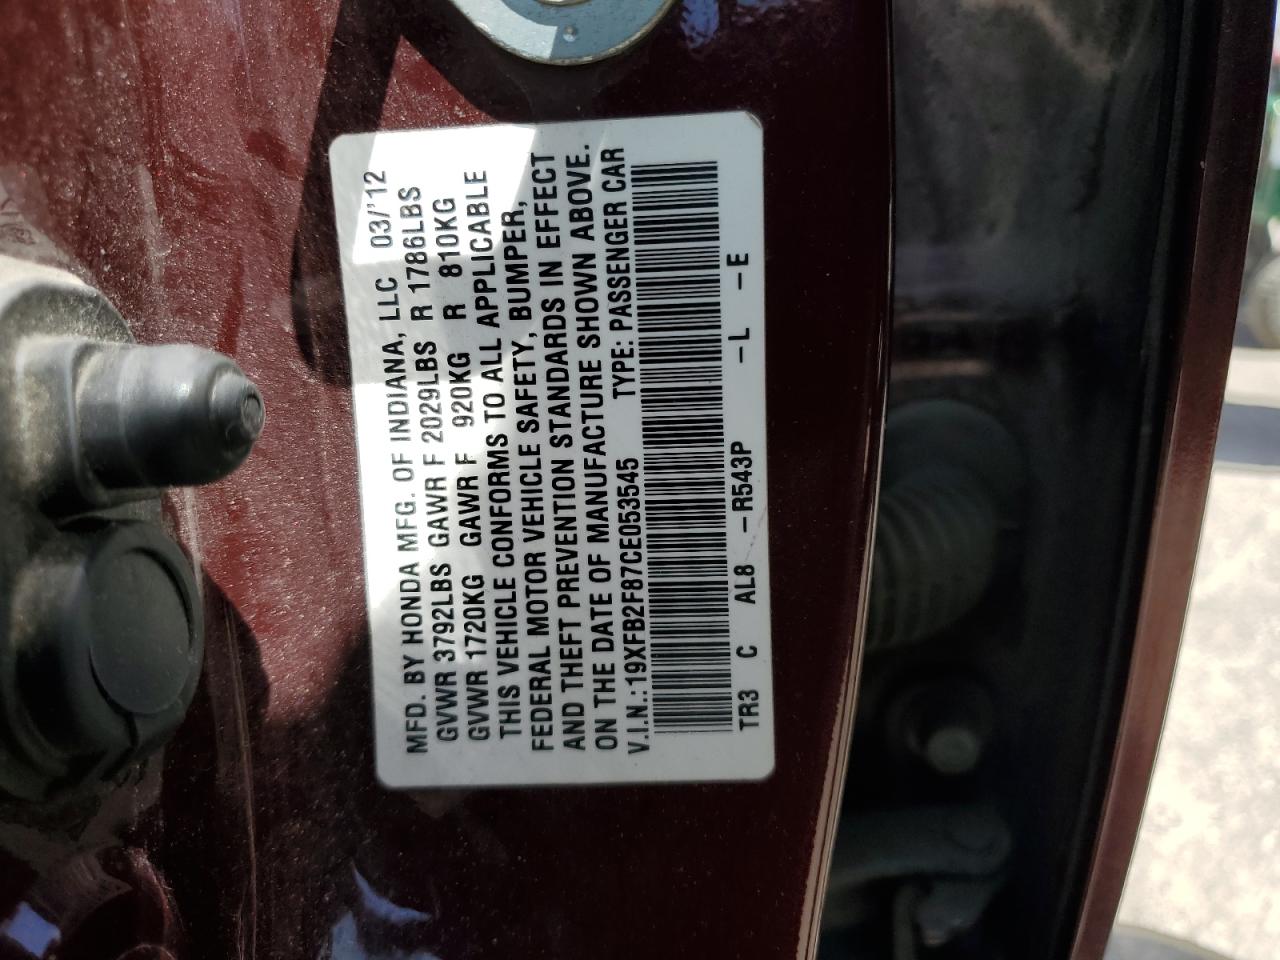 MFD. BY HONDA MFG. OF INDIANA, LLC 03/'12
GVWR 3792LBS GAWR F 2029LBS R 1786LBS
GVWR 1720KG GAWR F 920KG R 810KG
THIS VEHICLE CONFORMS TO ALL APPLICABLE
FEDERAL MOTOR VEHICLE SAFETY, BUMPER,
AND THEFT PREVENTION STANDARDS IN EFFECT
ON THE DATE OF MANUFACTURE SHOWN ABOVE.
V.I.N.:19XFB2F87CE053545 TYPE: PASSENGER CAR
TR3 C AL8 -R543P -L -E